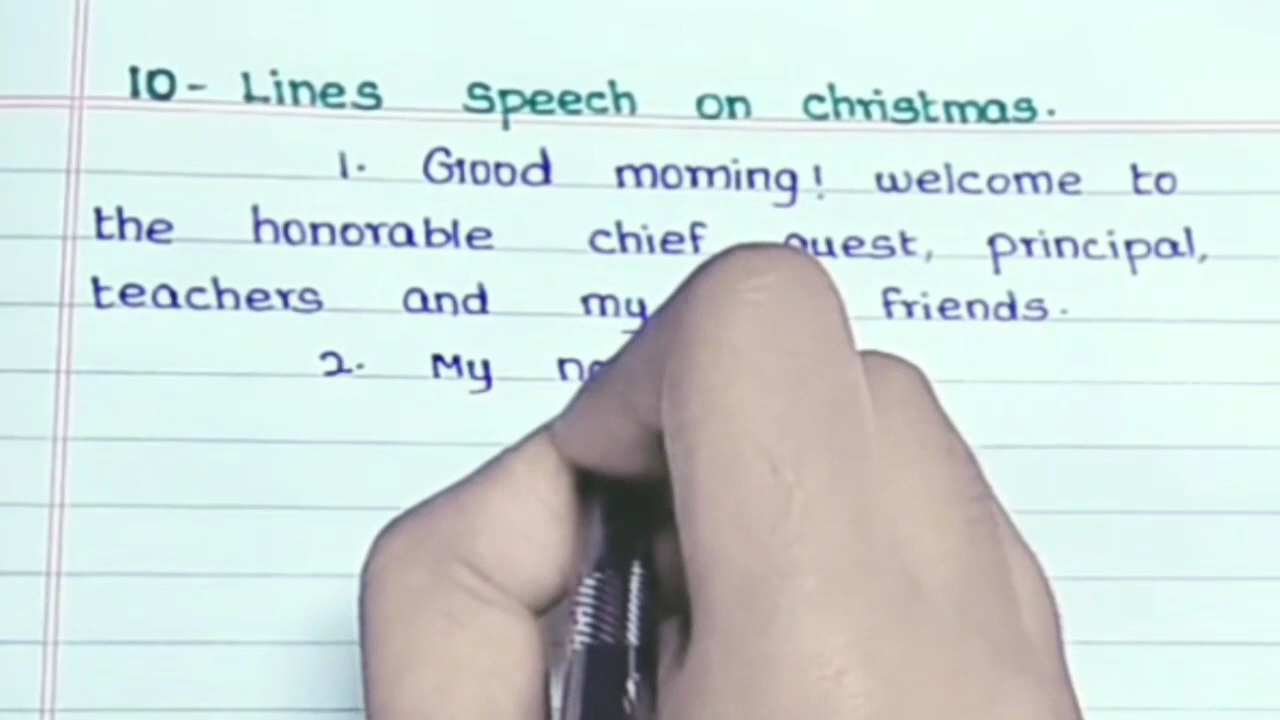 10- Lines speech on christmas.
1. Good morning! welcome to
the honorable chief guest, principal,
teachers and my friends.
2. My